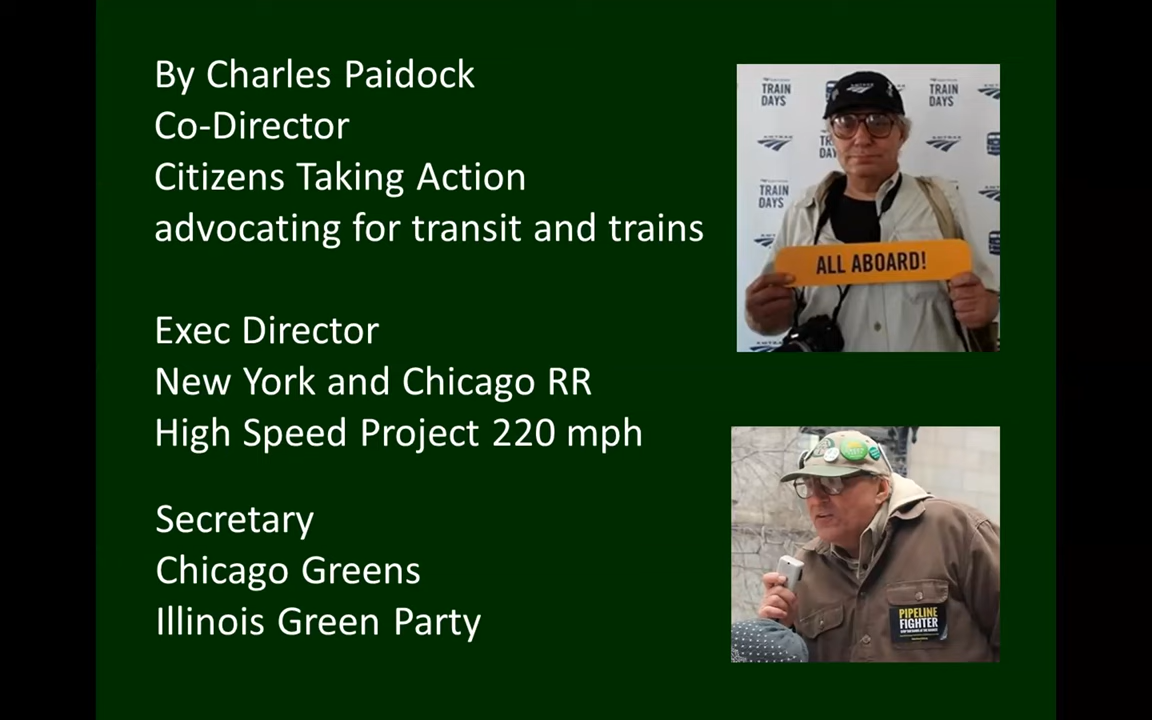 By Charles Paidock
Co-Director
Citizens Taking Action
advocating for transit and trains
Exec Director
New York and Chicago RR
High Speed Project 220 mph
Secretary
Chicago Greens
Illinois Green Party
TRAIN
DAYS
TRAIN
DAYS
TRAIN
DAYS
ALL ABOARD!
PIPELINE
FIGHTER